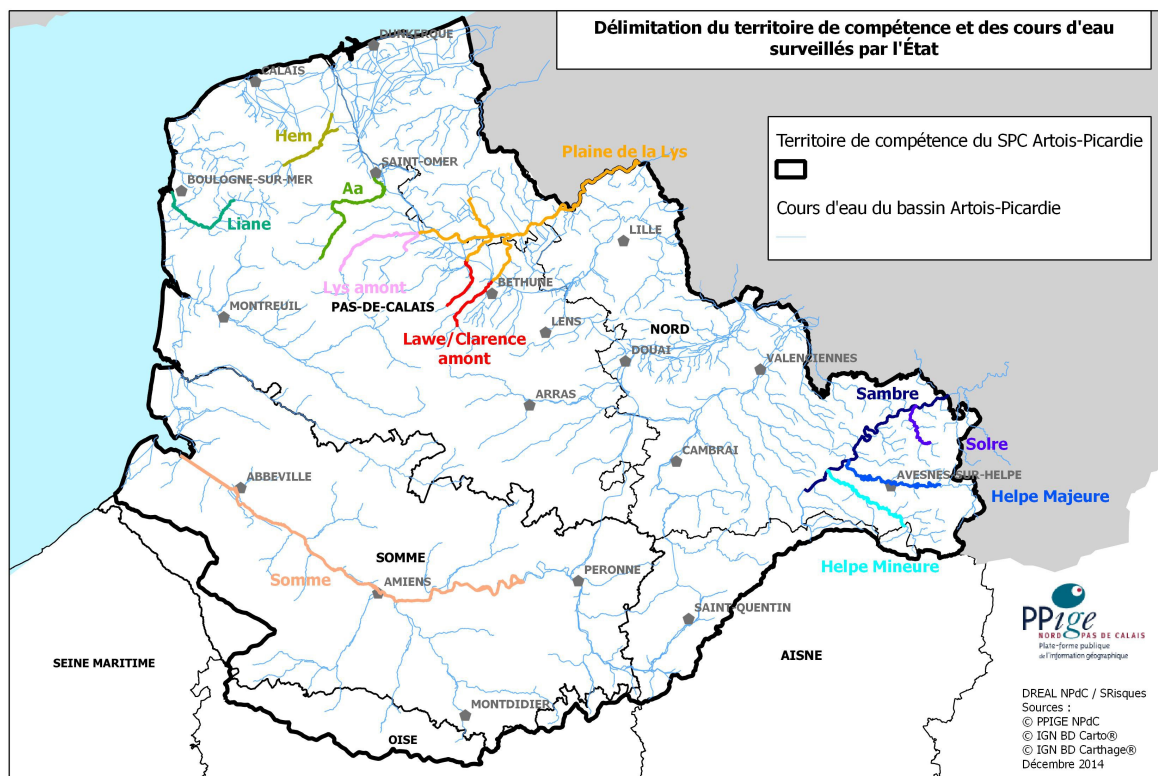 Délimitation du territoire de compétence et des cours d'eau
surveillés par l'État
Territoire de compétence du SPC Artois-Picardie
Cours d'eau du bassin Artois-Picardie
DUNKERQUE
CALAIS
Hem
SAINT-OMER
Plaine de la Lys
BOULOGNE-SUR-MER
Aa
Liane
LILLE
Lys amont
BETHUNE
PAS-DE-CALAIS
MONTREUIL
LENS
NORD
Lawe/Clarence
amont
DOUAI
VALENCIENNES
ARRAS
Sambre
Solre
CAMBRAI
AVESNES-SUR-HELPE
ABBEVILLE
Helpe Majeure
SOMME
Helpe Mineure
Somme
AMIENS
PERONNE
SAINT-QUENTIN
SEINE MARITIME
AISNE
MONTDIDIER
OISE
PPige
NORD PAS DE CALAIS
Plate-forme publique
de l'information géographique
DREAL NPdC / SRisques
Sources :
© PPIGE NPdC
© IGN BD Carto®
© IGN BD Carthage®
Décembre 2014